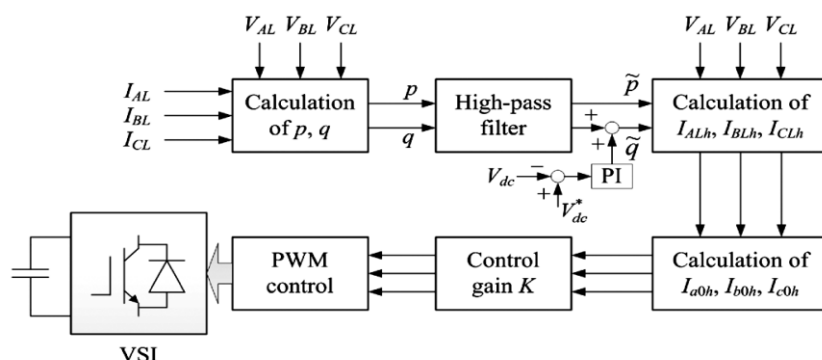 V_AL V_BL V_CL
V_AL V_BL V_CL
I_AL
I_BL
I_CL
Calculation
of p, q
p
q
High-pass
filter
p̃
+
+
q̃
Calculation of
I_ALh, I_BLh, I_CLh
V_dc
−
+
PI
V*_dc
PWM
control
Control
gain K
Calculation of
I_a0h, I_b0h, I_c0h
VSI